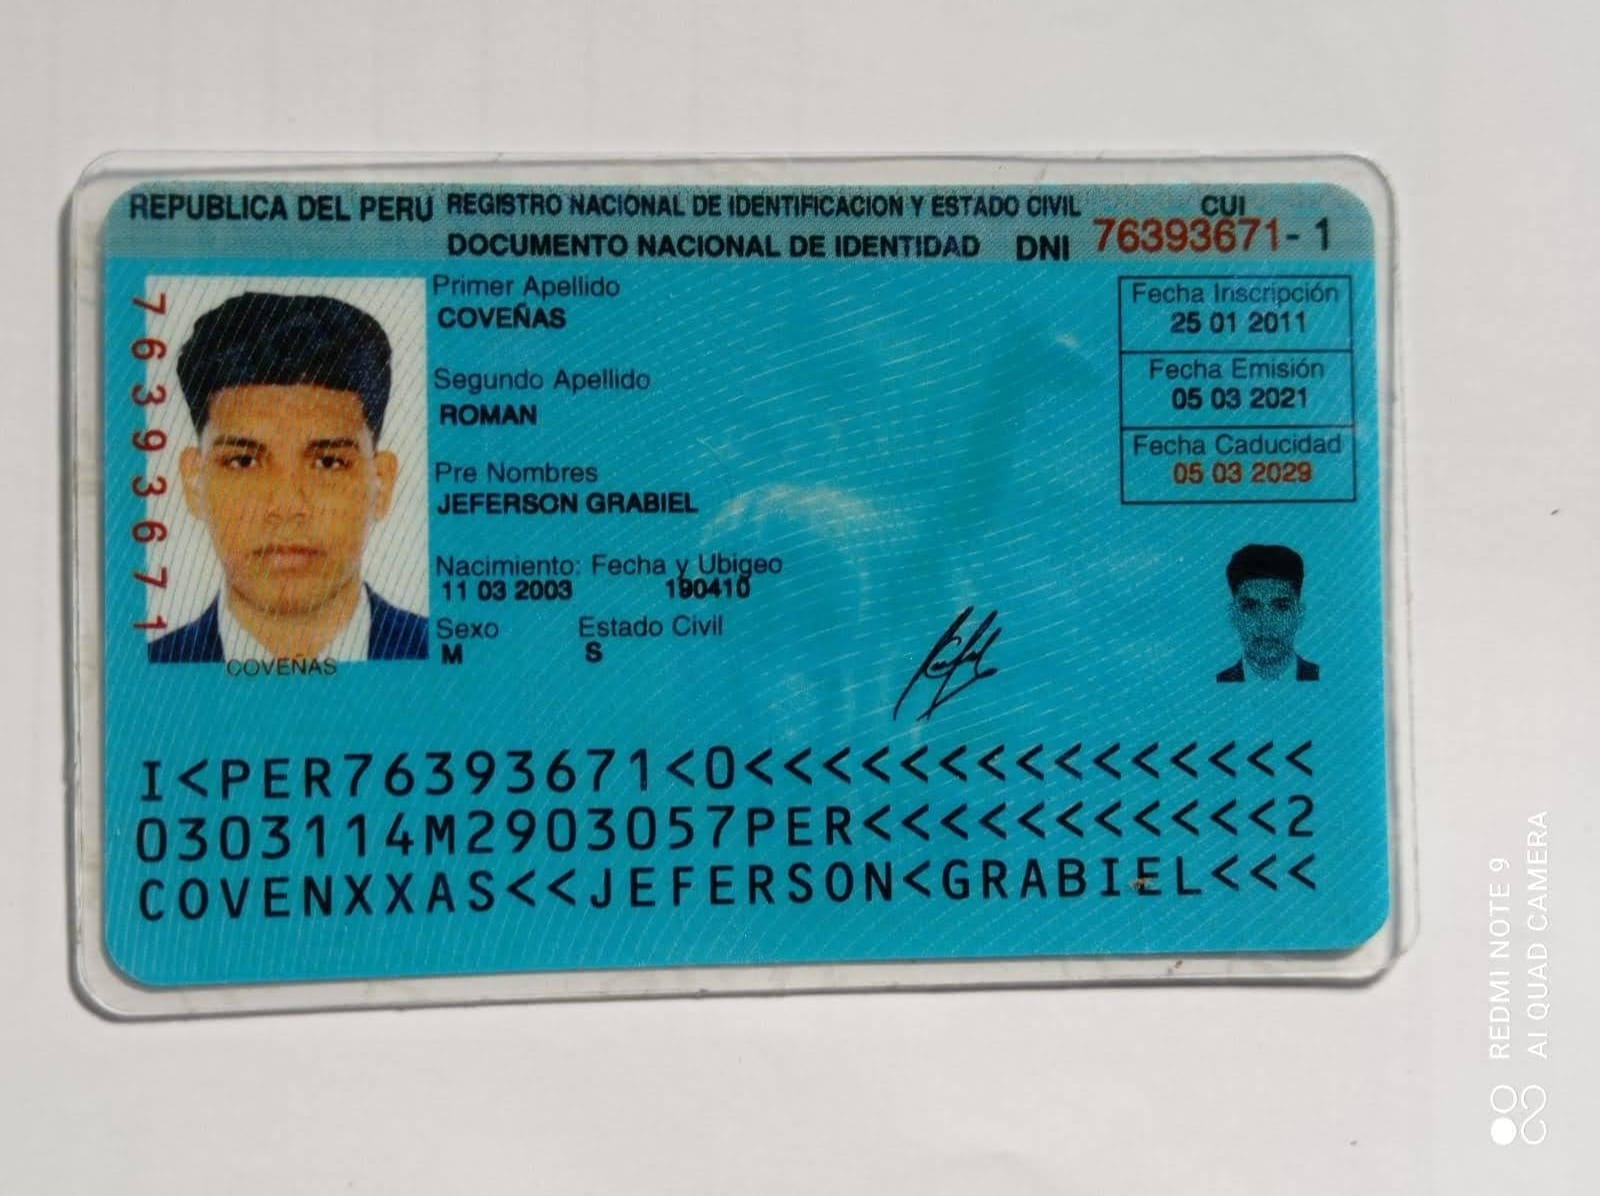 REPUBLICA DEL PERU REGISTRO NACIONAL DE IDENTIFICACION Y ESTADO CIVIL CUI
DOCUMENTO NACIONAL DE IDENTIDAD DNI 76393671-1
76393671
Primer Apellido
COVEÑAS
Segundo Apellido
ROMAN
Pre Nombres
JEFERSON GRABIEL
Nacimiento: Fecha y Ubigeo
11 03 2003 190410
Sexo Estado Civil
M S
COVEÑAS
Fecha Inscripción
25 01 2011
Fecha Emisión
05 03 2021
Fecha Caducidad
05 03 2029
I<PER76393671<0<<<<<<<<<<<<<<<
0303114M2903057PER<<<<<<<<<<<2
COVENXXAS<<JEFERSON<GRABIEL<<<
REDMI NOTE 9
AI QUAD CAMERA